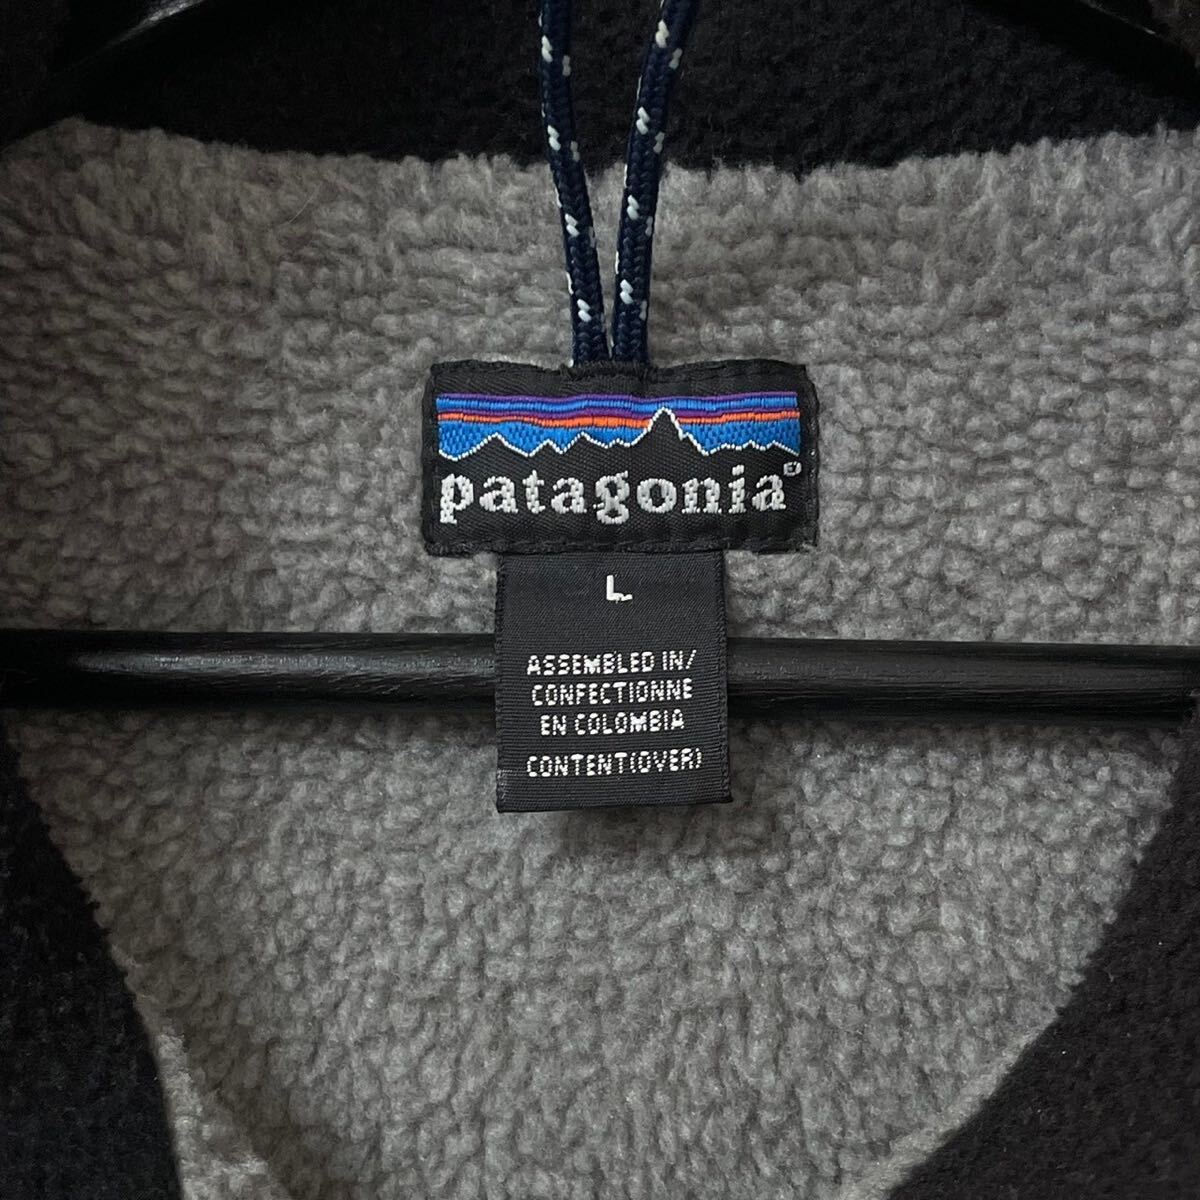 patagonia®
L
ASSEMBLED IN/
CONFECTIONNE
EN COLOMBIA
CONTENT(OVER)